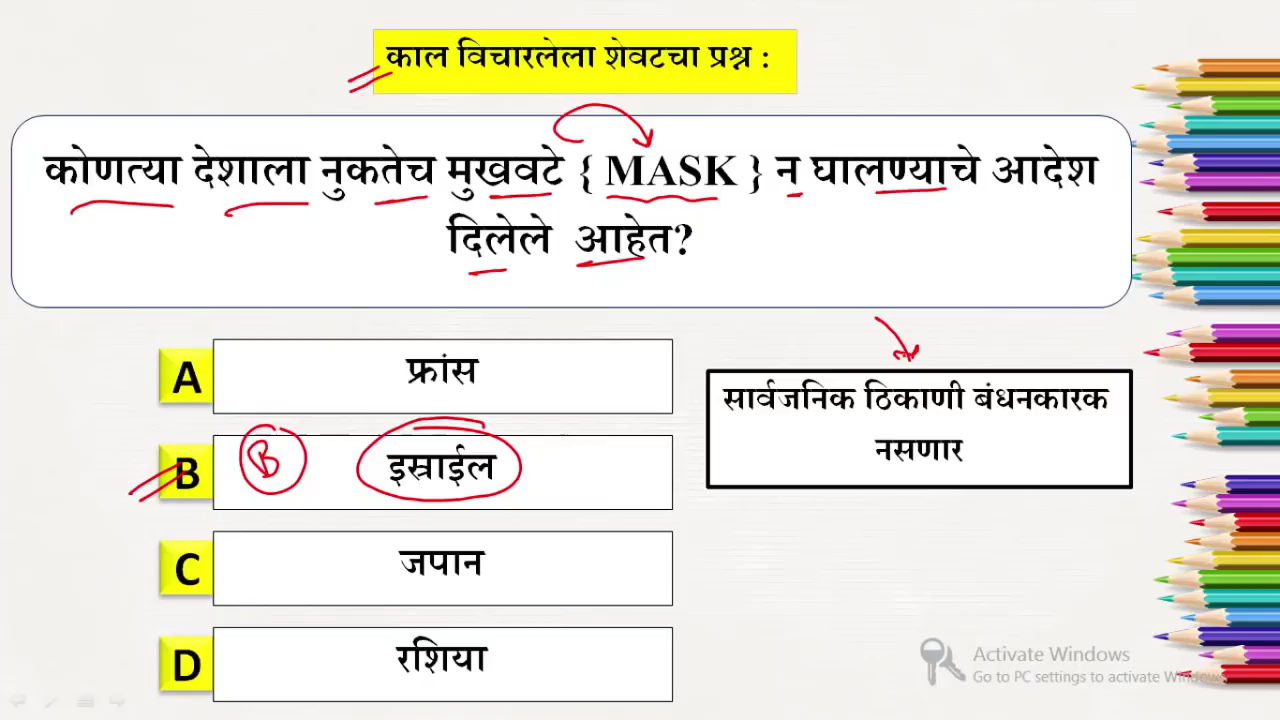 काल विचारलेला शेवटचा प्रश्न :
कोणत्या देशाला नुकतेच मुखवटे { MASK } न घालण्याचे आदेश
दिलेले आहेत?
A फ्रांस
B B इस्राईल
C जपान
D रशिया
सार्वजनिक ठिकाणी बंधनकारक
नसणार
Activate Windows
Go to PC settings to activate Windows.